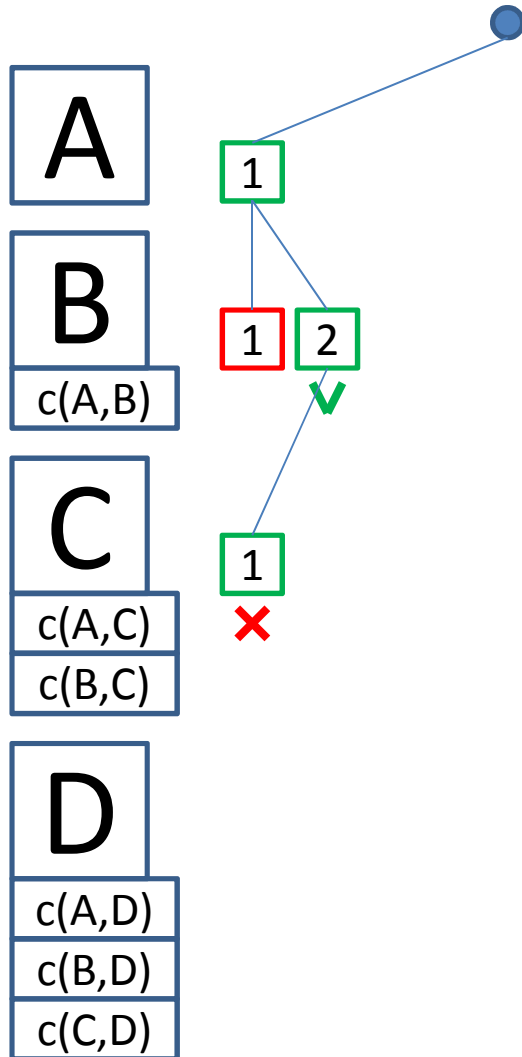 A
1
B
1 2
c(A,B)
C
1
c(A,C)
c(B,C)
D
c(A,D)
c(B,D)
c(C,D)